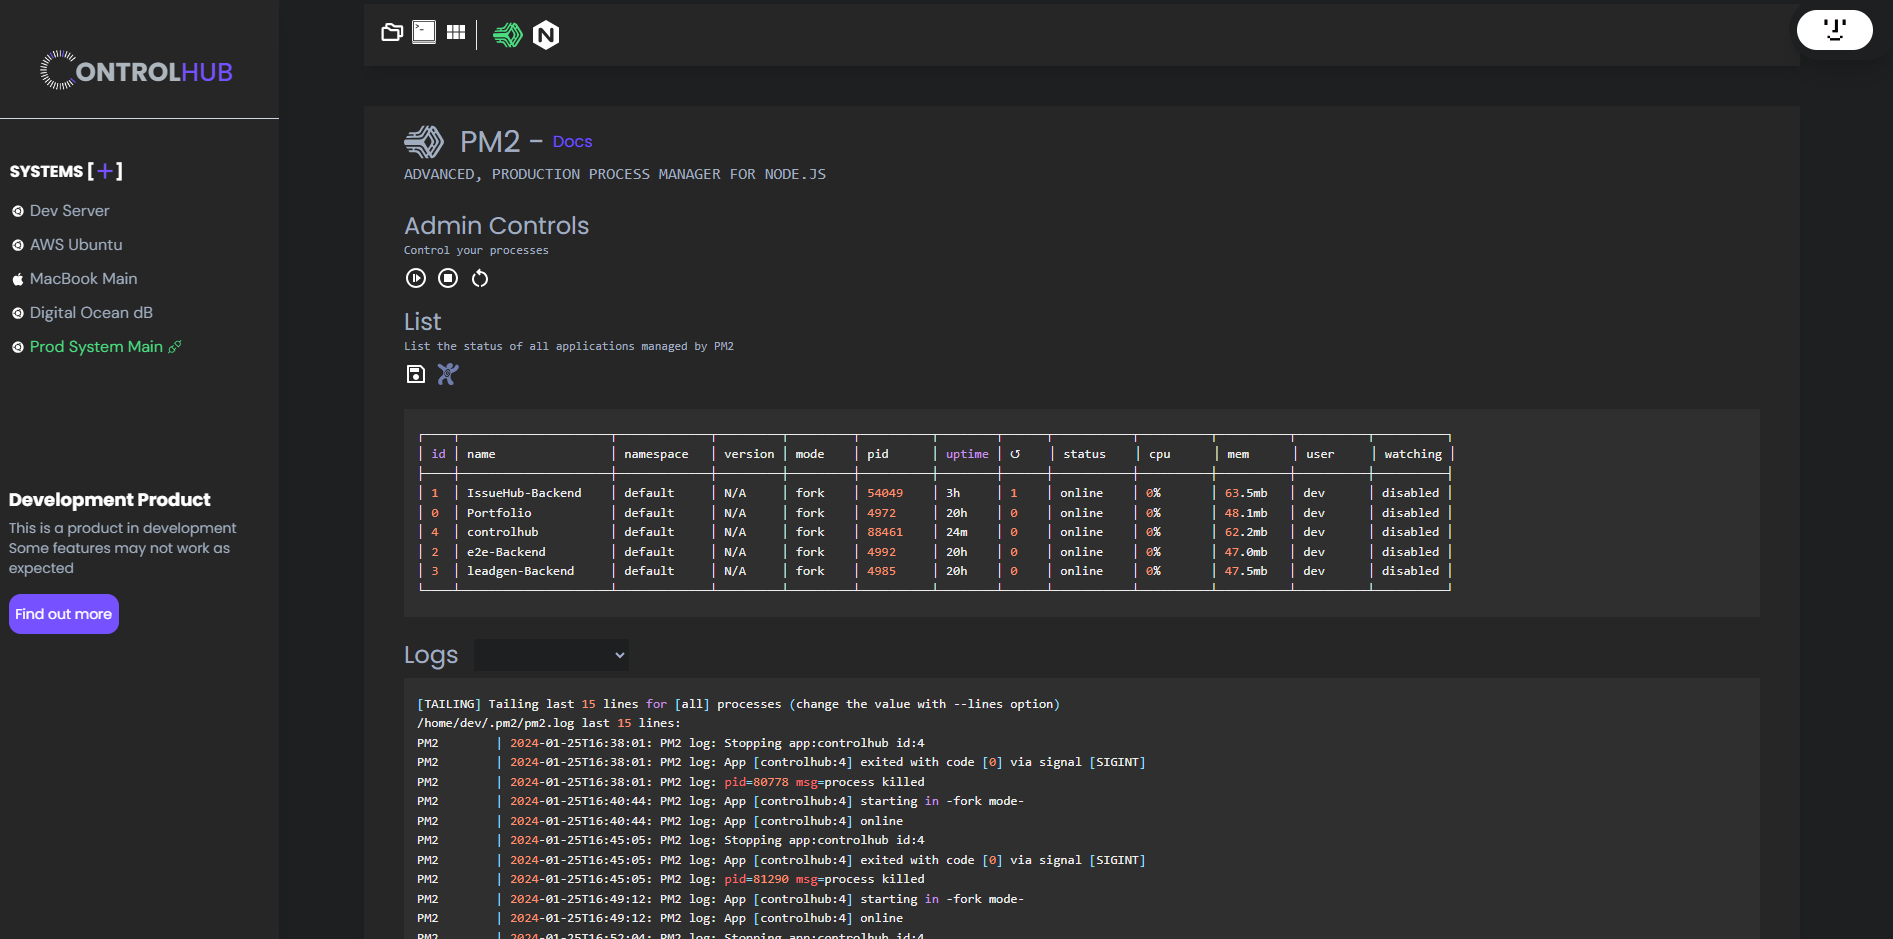 CONTROLHUB
SYSTEMS [+]
Dev Server
AWS Ubuntu
MacBook Main
Digital Ocean dB
Prod System Main
Development Product
This is a product in development
Some features may not work as
expected
Find out more
N
PM2 - Docs
ADVANCED, PRODUCTION PROCESS MANAGER FOR NODE.JS
Admin Controls
Control your processes
List
List the status of all applications managed by PM2
│ id │ name │ namespace │ version │ mode │ pid │ uptime │ ↺ │ status │ cpu │ mem │ user │ watching │
│ 1 │ IssueHub-Backend │ default │ N/A │ fork │ 54049 │ 3h │ 1 │ online │ 0% │ 63.5mb │ dev │ disabled │
│ 0 │ Portfolio │ default │ N/A │ fork │ 4972 │ 20h │ 0 │ online │ 0% │ 48.1mb │ dev │ disabled │
│ 4 │ controlhub │ default │ N/A │ fork │ 88461 │ 24m │ 0 │ online │ 0% │ 62.2mb │ dev │ disabled │
│ 2 │ e2e-Backend │ default │ N/A │ fork │ 4992 │ 20h │ 0 │ online │ 0% │ 47.0mb │ dev │ disabled │
│ 3 │ leadgen-Backend │ default │ N/A │ fork │ 4985 │ 20h │ 0 │ online │ 0% │ 47.5mb │ dev │ disabled │
Logs
[TAILING] Tailing last 15 lines for [all] processes (change the value with --lines option)
/home/dev/.pm2/pm2.log last 15 lines:
PM2 | 2024-01-25T16:38:01: PM2 log: Stopping app:controlhub id:4
PM2 | 2024-01-25T16:38:01: PM2 log: App [controlhub:4] exited with code [0] via signal [SIGINT]
PM2 | 2024-01-25T16:38:01: PM2 log: pid=80778 msg=process killed
PM2 | 2024-01-25T16:40:44: PM2 log: App [controlhub:4] starting in -fork mode-
PM2 | 2024-01-25T16:40:44: PM2 log: App [controlhub:4] online
PM2 | 2024-01-25T16:45:05: PM2 log: Stopping app:controlhub id:4
PM2 | 2024-01-25T16:45:05: PM2 log: App [controlhub:4] exited with code [0] via signal [SIGINT]
PM2 | 2024-01-25T16:45:05: PM2 log: pid=81290 msg=process killed
PM2 | 2024-01-25T16:49:12: PM2 log: App [controlhub:4] starting in -fork mode-
PM2 | 2024-01-25T16:49:12: PM2 log: App [controlhub:4] online
PM2 | 2024-01-25T16:52:04: PM2 log: Stopping app:controlhub id:4